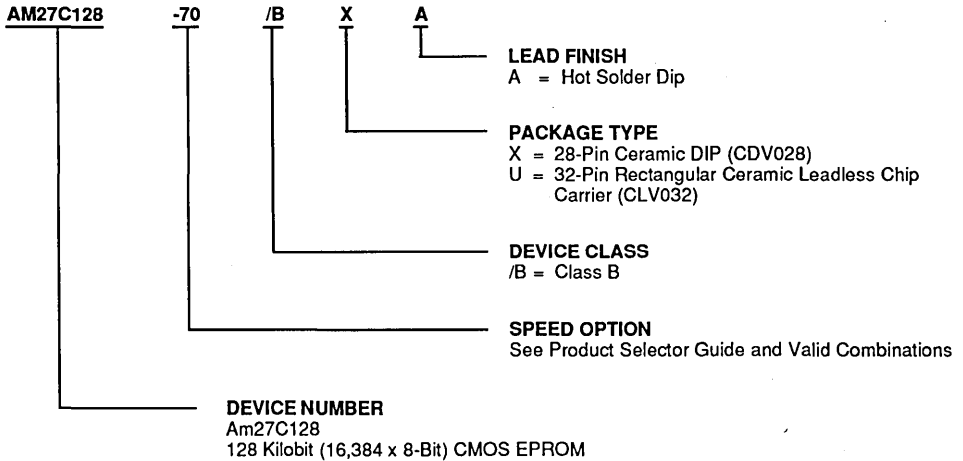 AM27C128 -70 /B X A
LEAD FINISH
A = Hot Solder Dip
PACKAGE TYPE
X = 28-Pin Ceramic DIP (CDV028)
U = 32-Pin Rectangular Ceramic Leadless Chip
Carrier (CLV032)
DEVICE CLASS
/B = Class B
SPEED OPTION
See Product Selector Guide and Valid Combinations
DEVICE NUMBER
Am27C128
128 Kilobit (16,384 x 8-Bit) CMOS EPROM